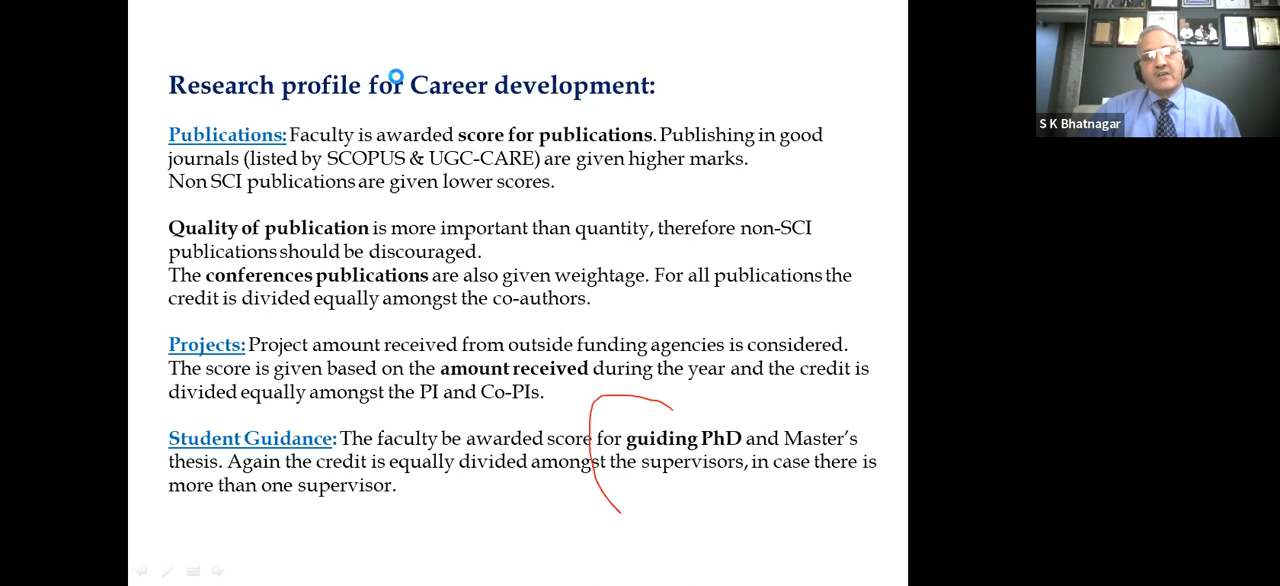 Research profile for Career development:
Publications: Faculty is awarded score for publications. Publishing in good
journals (listed by SCOPUS & UGC-CARE) are given higher marks.
Non SCI publications are given lower scores.
Quality of publication is more important than quantity, therefore non-SCI
publications should be discouraged.
The conferences publications are also given weightage. For all publications the
credit is divided equally amongst the co-authors.
Projects: Project amount received from outside funding agencies is considered.
The score is given based on the amount received during the year and the credit is
divided equally amongst the PI and Co-PIs.
Student Guidance: The faculty be awarded score for guiding PhD and Master's
thesis. Again the credit is equally divided amongst the supervisors, in case there is
more than one supervisor.
S K Bhatnagar